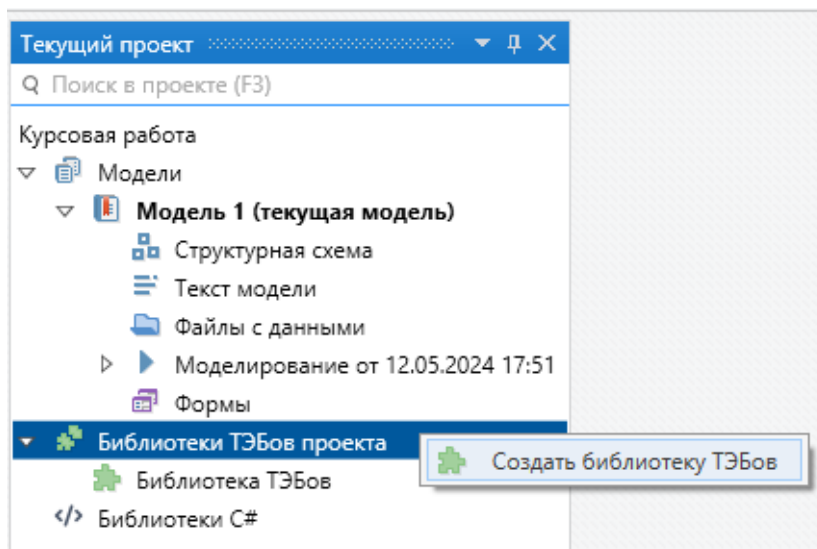 Текущий проект
Поиск в проекте (F3)
Курсовая работа
Модели
Модель 1 (текущая модель)
Структурная схема
Текст модели
Файлы с данными
Моделирование от 12.05.2024 17:51
Формы
Библиотеки ТЭБов проекта
Создать библиотеку ТЭБов
Библиотека ТЭБов
</> Библиотеки C#